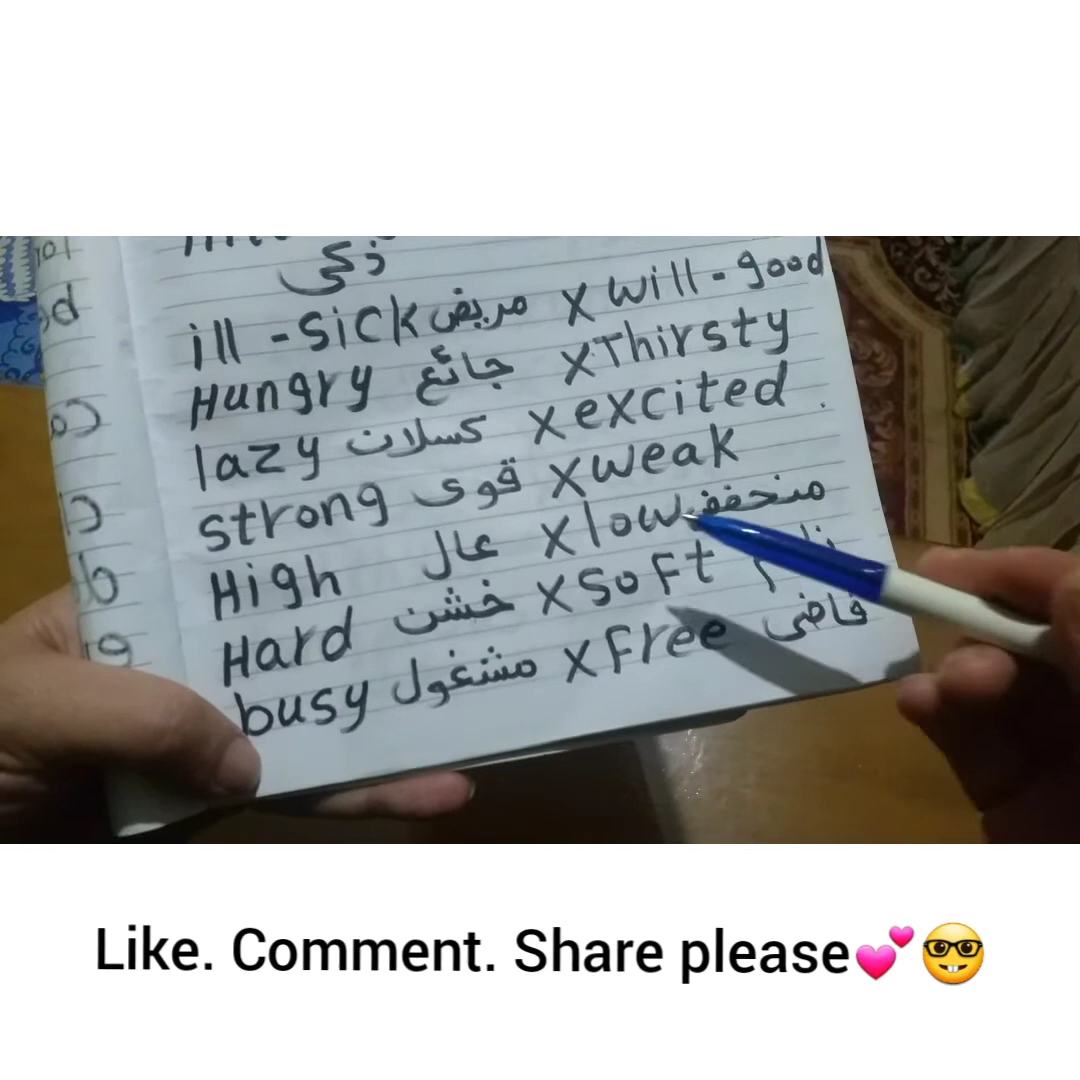 ذكى
ill - sick مريض X will - good
Hungry جائع X Thirsty
lazy كسلان X excited.
strong قوى X weak
High عال X low منخفض
Hard خشن X soft
busy مشغول X Free فاضى
Like. Comment. Share please💕🤓